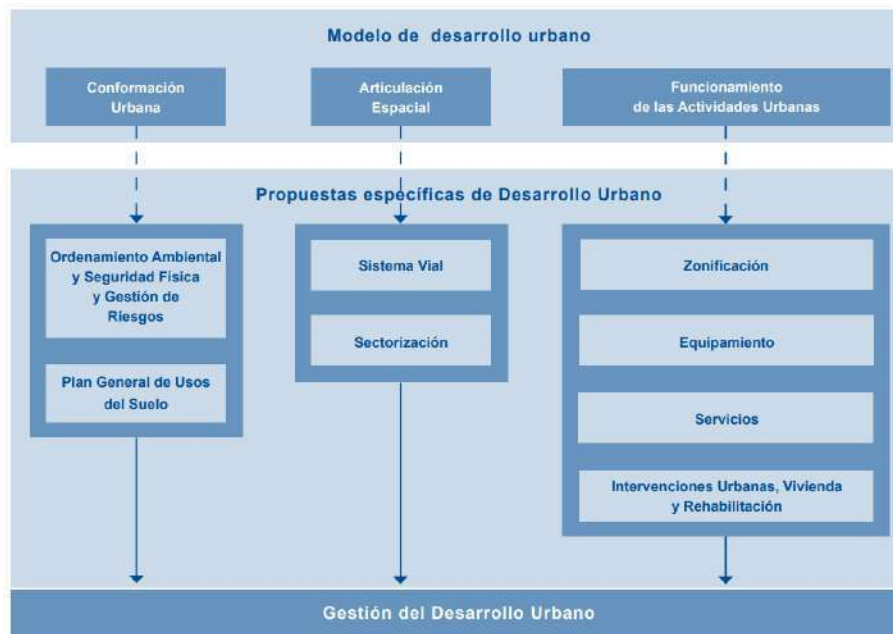 Modelo de desarrollo urbano
Conformación
Urbana
Articulación
Espacial
Funcionamiento
de las Actividades Urbanas
Propuestas específicas de Desarrollo Urbano
Ordenamiento Ambiental
y Seguridad Física
y Gestión de
Riesgos
Plan General de Usos
del Suelo
Sistema Vial
Sectorización
Zonificación
Equipamiento
Servicios
Intervenciones Urbanas, Vivienda
y Rehabilitación
Gestión del Desarrollo Urbano